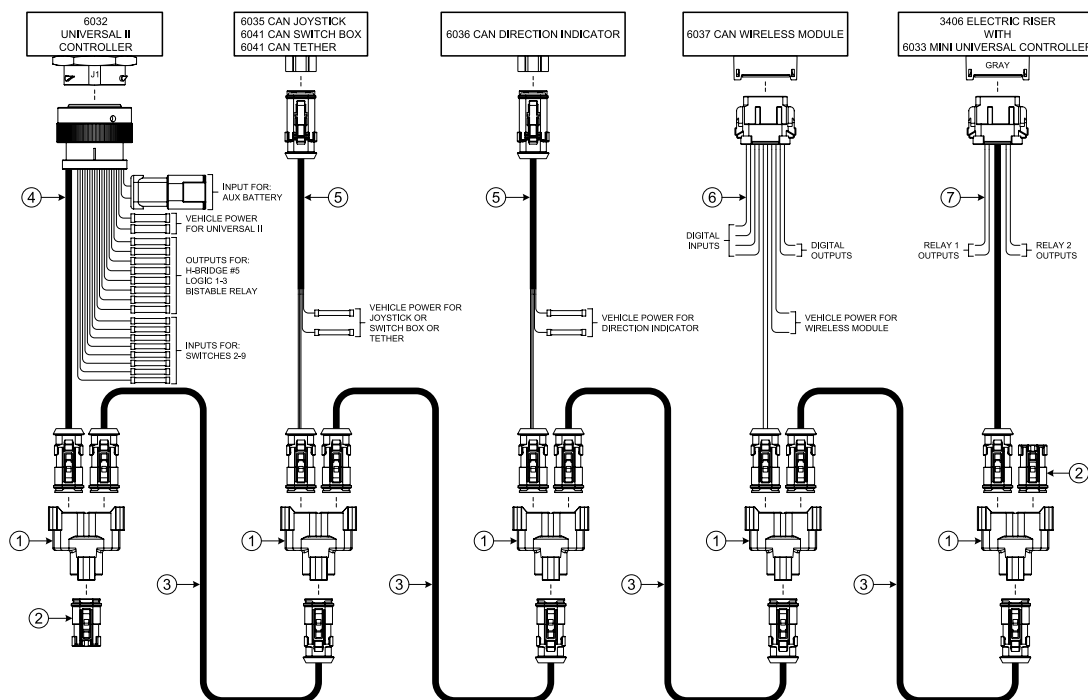 6032
UNIVERSAL II
CONTROLLER
6035 CAN JOYSTICK
6041 CAN SWITCH BOX
6041 CAN TETHER
6036 CAN DIRECTION INDICATOR
6037 CAN WIRELESS MODULE
3406 ELECTRIC RISER
WITH
6033 MINI UNIVERSAL CONTROLLER
J1
GRAY
4
INPUT FOR:
AUX BATTERY
VEHICLE POWER
FOR UNIVERSAL II
OUTPUTS FOR:
H-BRIDGE #5
LOGIC 1-3
BISTABLE RELAY
INPUTS FOR:
SWITCHES 2-9
5
VEHICLE POWER FOR
JOYSTICK OR
SWITCH BOX OR
TETHER
5
VEHICLE POWER FOR
DIRECTION INDICATOR
6
DIGITAL
INPUTS
DIGITAL
OUTPUTS
VEHICLE POWER FOR
WIRELESS MODULE
7
RELAY 1
OUTPUTS
RELAY 2
OUTPUTS
2
1
1
1
1
1
3
3
3
3
2